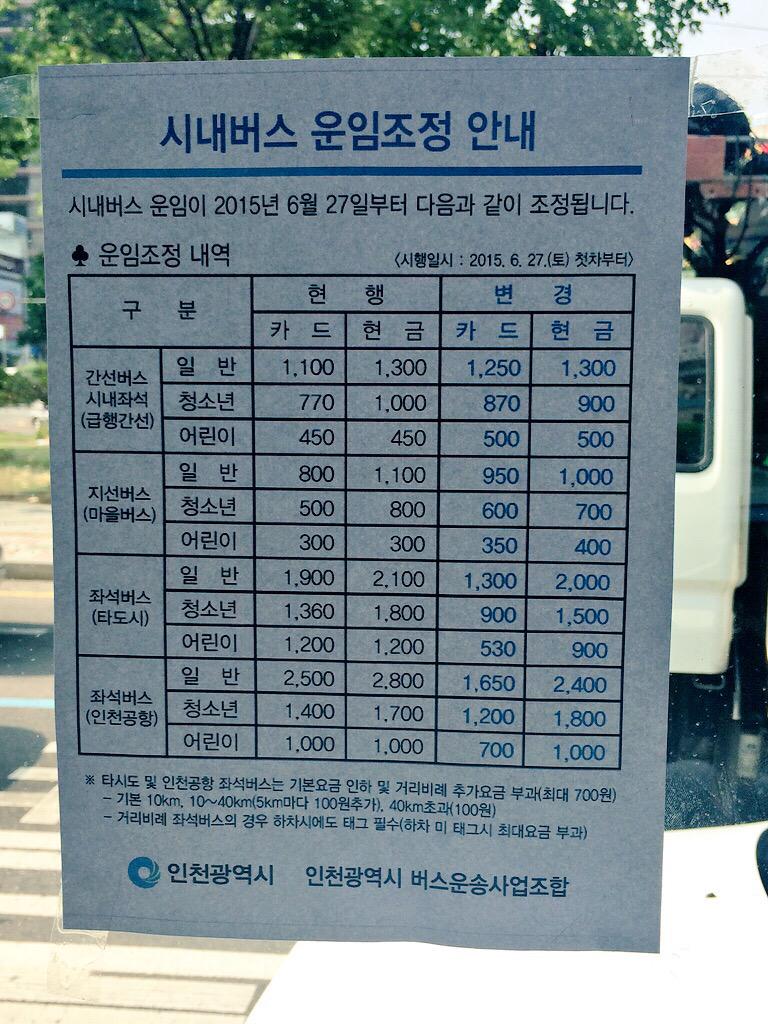 시내버스 운임조정 안내
시내버스 운임이 2015년 6월 27일부터 다음과 같이 조정됩니다.
♣ 운임조정 내역 〈시행일시 : 2015. 6. 27.(토) 첫차부터〉
구 분 현 행 변 경
카 드 현 금 카 드 현 금
간선버스 시내좌석 (급행간선) 일 반 1,100 1,300 1,250 1,300
청소년 770 1,000 870 900
어린이 450 450 500 500
지선버스 (마을버스) 일 반 800 1,100 950 1,000
청소년 500 800 600 700
어린이 300 300 350 400
좌석버스 (타도시) 일 반 1,900 2,100 1,300 2,000
청소년 1,360 1,800 900 1,500
어린이 1,200 1,200 530 900
좌석버스 (인천공항) 일 반 2,500 2,800 1,650 2,400
청소년 1,400 1,700 1,200 1,800
어린이 1,000 1,000 700 1,000
※ 타시도 및 인천공항 좌석버스는 기본요금 인하 및 거리비례 추가요금 부과(최대 700원)
- 기본 10km, 10~40km(5km마다 100원추가), 40km초과(100원)
- 거리비례 좌석버스의 경우 하차시에도 태그 필수(하차 미 태그시 최대요금 부과)
인천광역시 인천광역시 버스운송사업조합